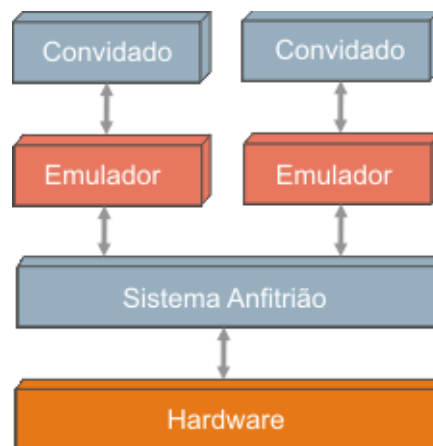 Convidado
Convidado
Emulador
Emulador
Sistema Anfitrião
Hardware